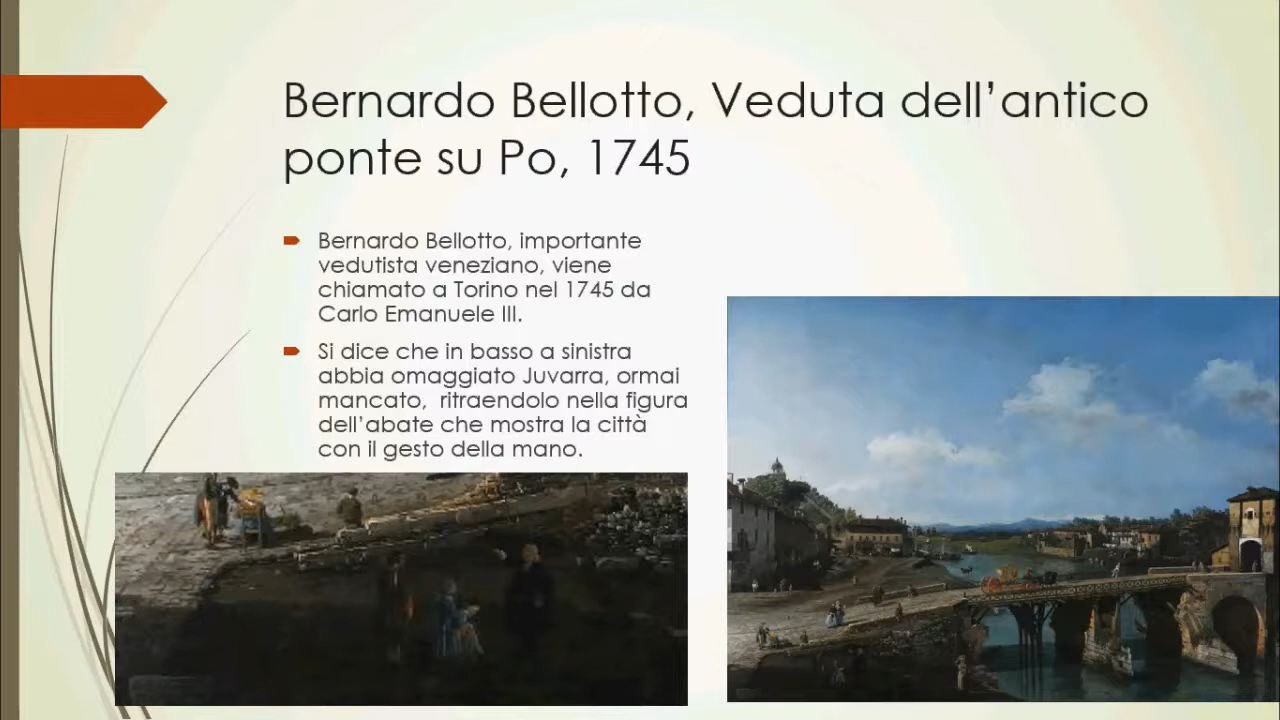 Bernardo Bellotto, Veduta dell’antico
ponte su Po, 1745
Bernardo Bellotto, importante
vedutista veneziano, viene
chiamato a Torino nel 1745 da
Carlo Emanuele III.
Si dice che in basso a sinistra
abbia omaggiato Juvarra, ormai
mancato,  ritraendolo nella figura
dell’abate che mostra la città
con il gesto della mano.